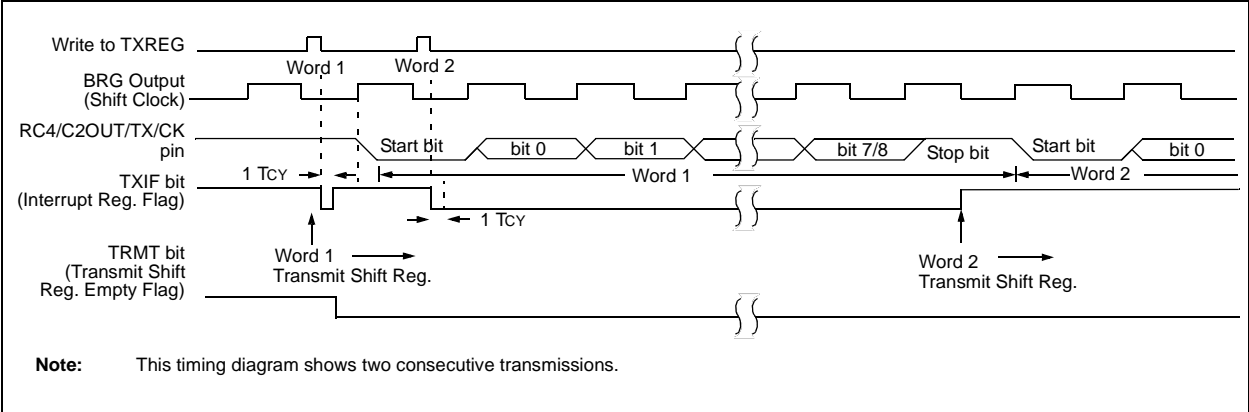 Write to TXREG
Word 1
Word 2
BRG Output
(Shift Clock)
RC4/C2OUT/TX/CK
pin
Start bit
bit 0
bit 1
bit 7/8
Stop bit
Start bit
bit 0
1 TCY
Word 1
Word 2
TXIF bit
(Interrupt Reg. Flag)
1 TCY
Word 1
Transmit Shift Reg.
Word 2
Transmit Shift Reg.
TRMT bit
(Transmit Shift
Reg. Empty Flag)
Note: This timing diagram shows two consecutive transmissions.